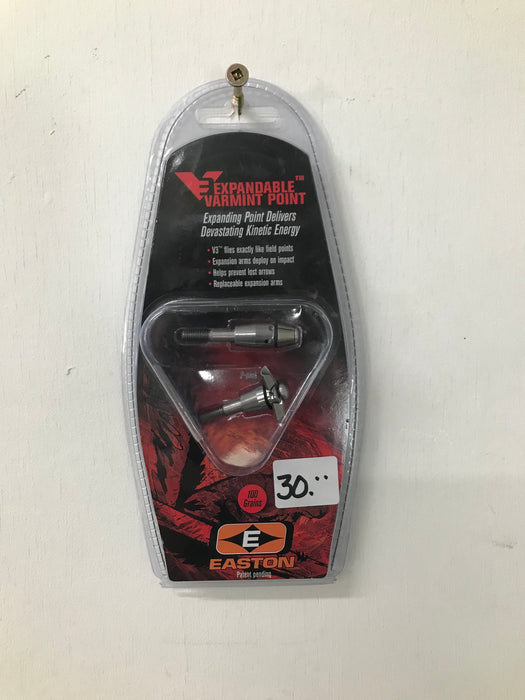 EXPANDABLE™
VARMINT POINT
Expanding Point Delivers
Devastating Kinetic Energy
• V3™ flies exactly like field points
• Expansion arms deploy on impact
• Helps prevent lost arrows
• Replaceable expansion arms
2-pack
100
Grains
30.00
E
EASTON
Patent pending